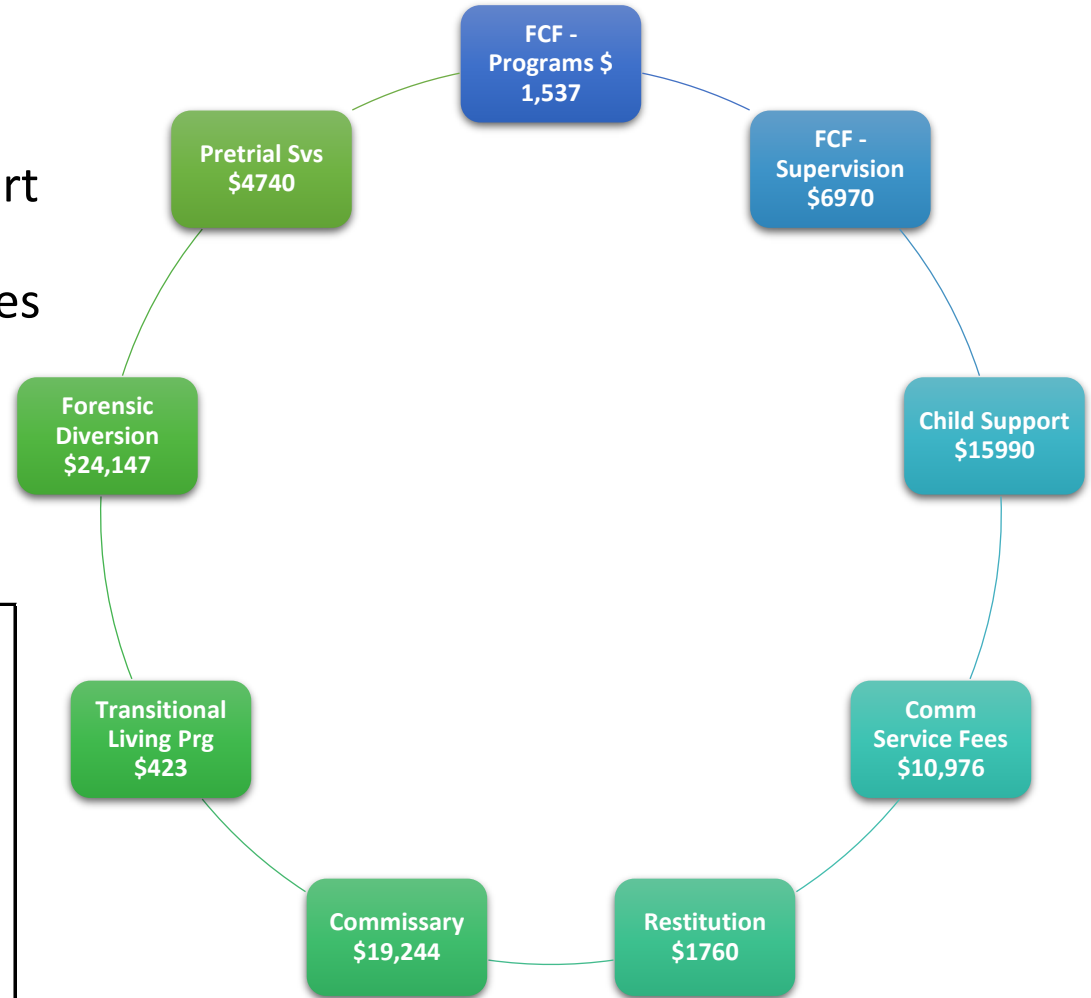 FCF -
Programs $
1,537
FCF -
Supervision
$6970
Child Support
$15990
Comm
Service Fees
$10,976
Restitution
$1760
Commissary
$19,244
Transitional
Living Prg
$423
Forensic
Diversion
$24,147
Pretrial Svs
$4740
rt
es